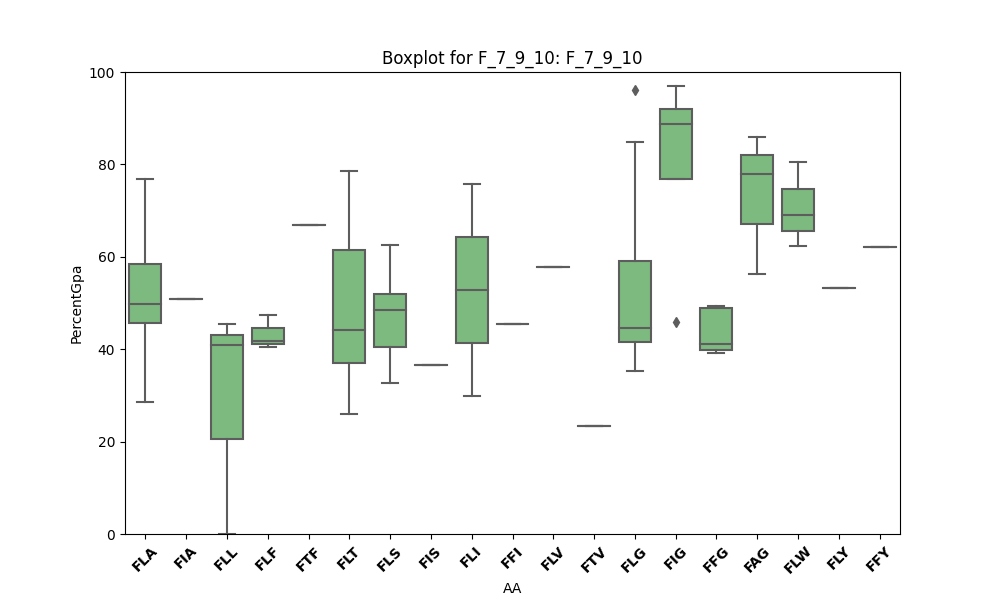 Boxplot for F_7_9_10: F_7_9_10
100
80
60
40
20
0
PercentGpa
FLA FIA FLL FLF FTF FLT FLS FIS FLI FFI FLV FTV FLG FIG FFG FAG FLW FLY FFY
AA